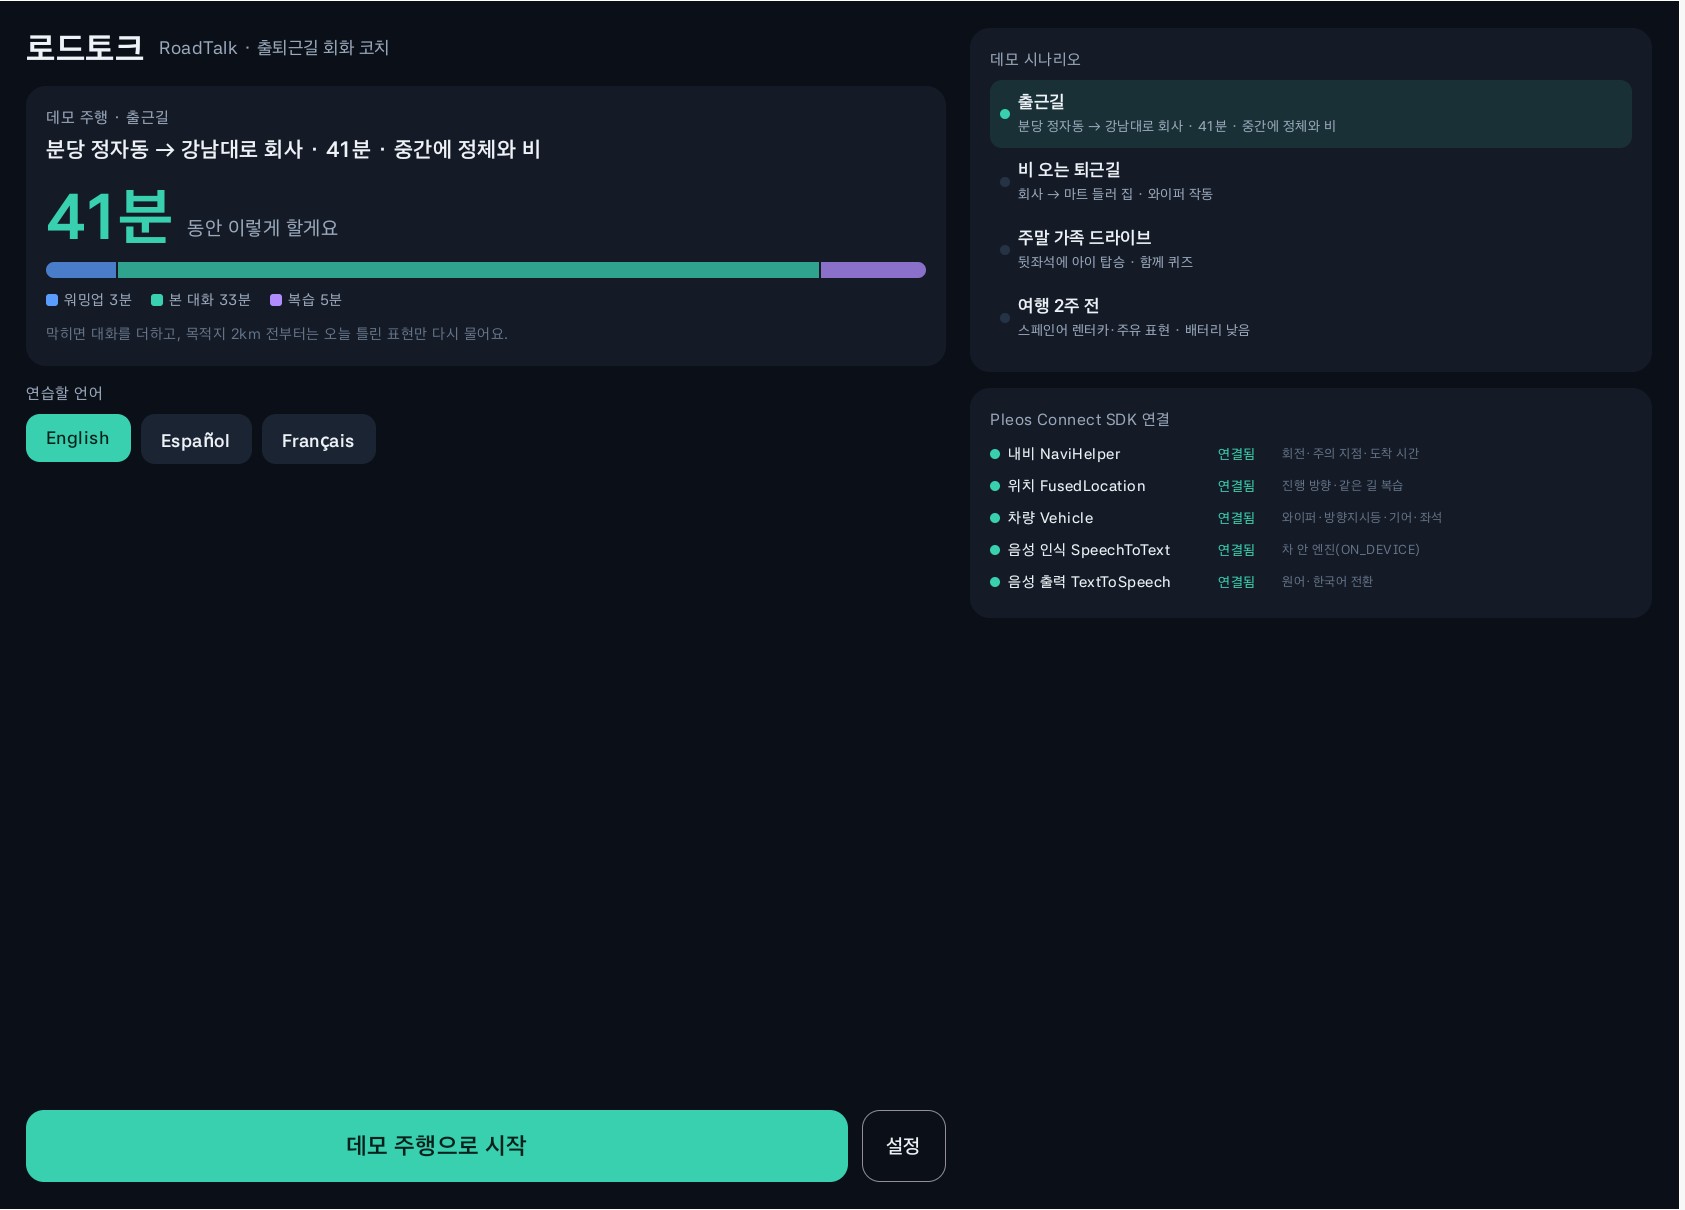 로드토크 RoadTalk · 출퇴근길 회화 코치
데모 주행 · 출근길
분당 정자동 → 강남대로 회사 · 41분 · 중간에 정체와 비
41분 동안 이렇게 할게요
워밍업 3분 본 대화 33분 복습 5분
막히면 대화를 더하고, 목적지 2km 전부터는 오늘 틀린 표현만 다시 물어요.
연습할 언어
English Español Français
데모 주행으로 시작 설정
데모 시나리오
출근길
분당 정자동 → 강남대로 회사 · 41분 · 중간에 정체와 비
비 오는 퇴근길
회사 → 마트 들러 집 · 와이퍼 작동
주말 가족 드라이브
뒷좌석에 아이 탑승 · 함께 퀴즈
여행 2주 전
스페인어 렌터카·주유 표현 · 배터리 낮음
Pleos Connect SDK 연결
내비 NaviHelper 연결됨 회전·주의 지점·도착 시간
위치 FusedLocation 연결됨 진행 방향·같은 길 복습
차량 Vehicle 연결됨 와이퍼·방향지시등·기어·좌석
음성 인식 SpeechToText 연결됨 차 안 엔진(ON_DEVICE)
음성 출력 TextToSpeech 연결됨 원어·한국어 전환